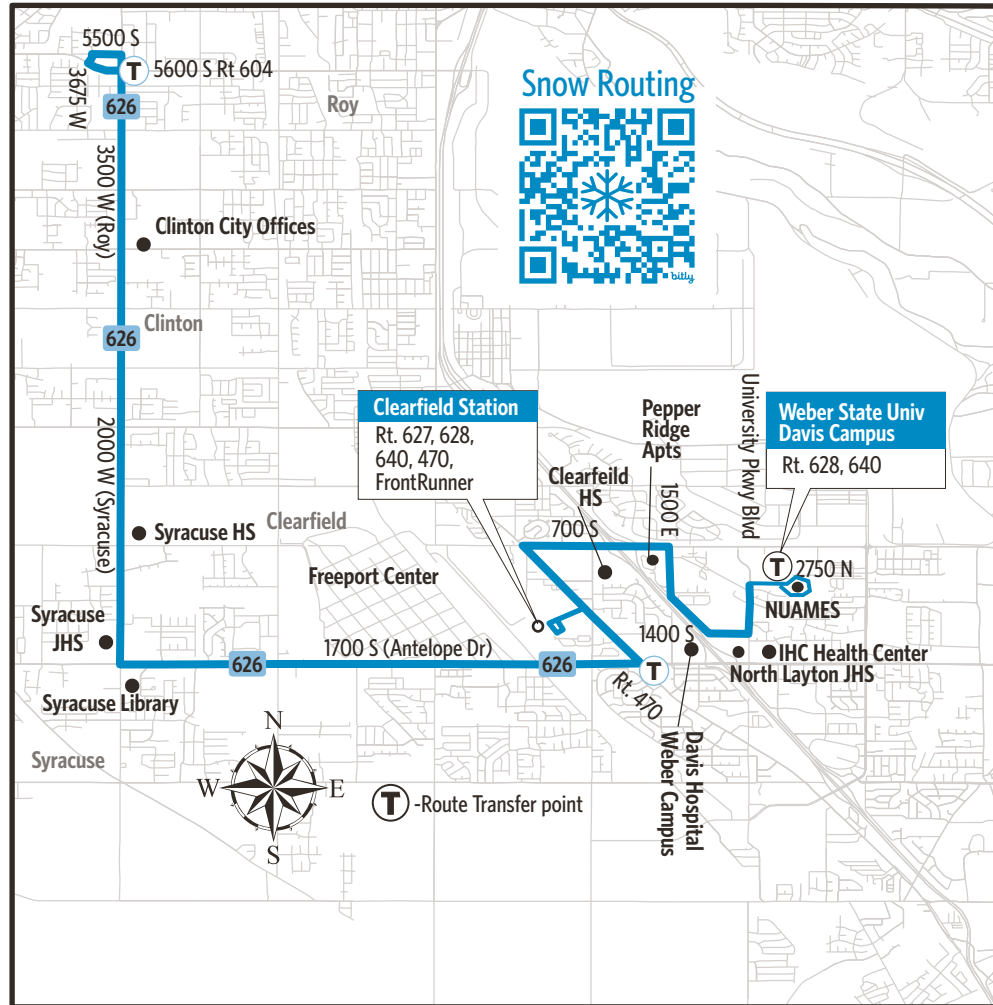 5500 S
5600 S Rt 604
3675 W
626
Roy
Snow Routing
bitly
3500 W (Roy)
Clinton City Offices
626
Clinton
2000 W (Syracuse)
Clearfield Station
Rt. 627, 628,
640, 470,
FrontRunner
Pepper
Ridge
Apts
University Pkwy Blvd
Weber State Univ
Davis Campus
Rt. 628, 640
Clearfeild
HS
1500 E
700 S
Syracuse HS
Clearfield
Freeport Center
T
T
2750 N
NUAMES
Syracuse
JHS
1700 S (Antelope Dr)
626
626
1400 S
T
Rt. 470
IHC Health Center
North Layton JHS
Syracuse Library
Davis Hospital
Weber Campus
Syracuse
N
W
E
S
T
-Route Transfer point